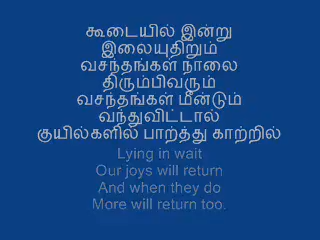 கூடையில் இன்று
இலையுதிறும்
வசந்தங்கள் நாலை
திரும்பிவரும்
வசந்தங்கள் மீன்டும்
வந்துவிட்டால்
குயில்களில் பாற்த்து காற்றில்
Lying in wait
Our joys will return
And when they do
More will return too.